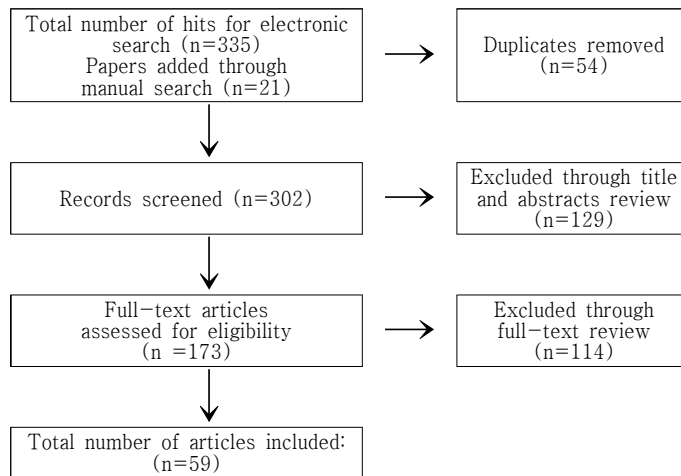 Total number of hits for electronic
search (n=335)
Papers added through
manual search (n=21)
Duplicates removed
(n=54)
Records screened (n=302)
Excluded through title
and abstracts review
(n=129)
Full-text articles
assessed for eligibility
(n =173)
Excluded through
full-text review
(n=114)
Total number of articles included:
(n=59)